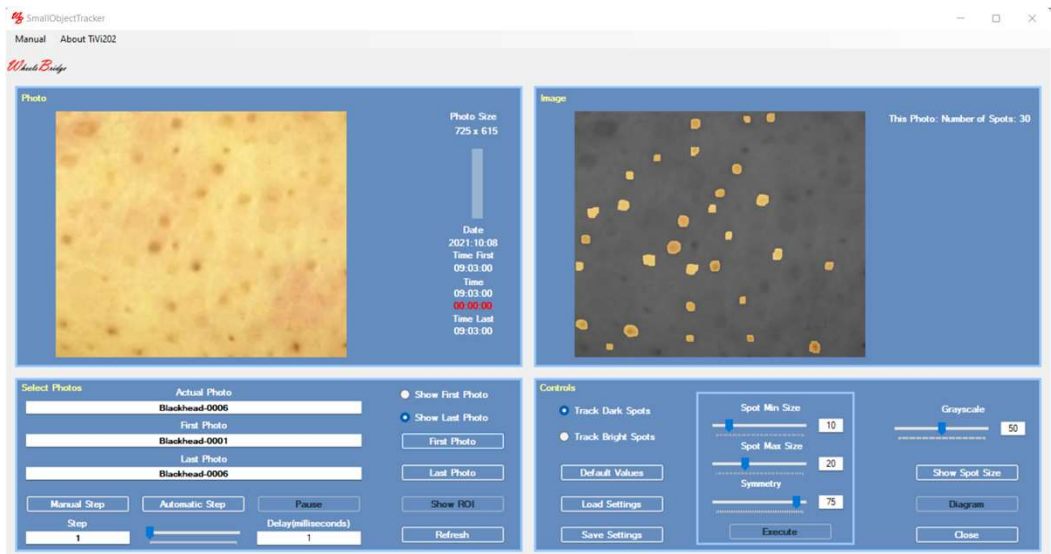 SmallObjectTracker
Manual About TiVi202
WheelsBridge
Photo
Photo Size
725 x 615
Date
2021:10:08
Time First
09:03:00
Time
09:03:00
00:00:00
Time Last
09:03:00
Image
This Photo: Number of Spots: 30
Select Photos
Actual Photo
Blackhead-0006
First Photo
Blackhead-0001
Last Photo
Blackhead-0006
Manual Step Automatic Step Pause
Step Delay(milliseconds)
1 1
Show First Photo
Show Last Photo
First Photo
Last Photo
Show ROI
Refresh
Controls
Track Dark Spots
Track Bright Spots
Default Values
Load Settings
Save Settings
Spot Min Size
10
Spot Max Size
20
Symmetry
75
Execute
Grayscale
50
Show Spot Size
Diagram
Close